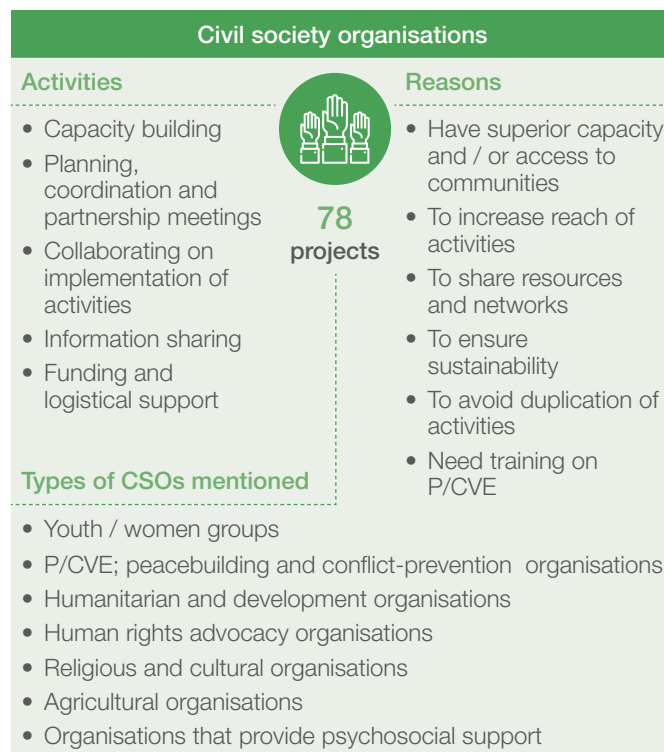 Civil society organisations
Activities
• Capacity building
• Planning,
coordination and
partnership meetings
• Collaborating on
implementation of
activities
• Information sharing
• Funding and
logistical support
78
projects
Reasons
• Have superior capacity
and / or access to
communities
• To increase reach of
activities
• To share resources
and networks
• To ensure
sustainability
• To avoid duplication of
activities
• Need training on
P/CVE
Types of CSOs mentioned
• Youth / women groups
• P/CVE; peacebuilding and conflict-prevention organisations
• Humanitarian and development organisations
• Human rights advocacy organisations
• Religious and cultural organisations
• Agricultural organisations
• Organisations that provide psychosocial support